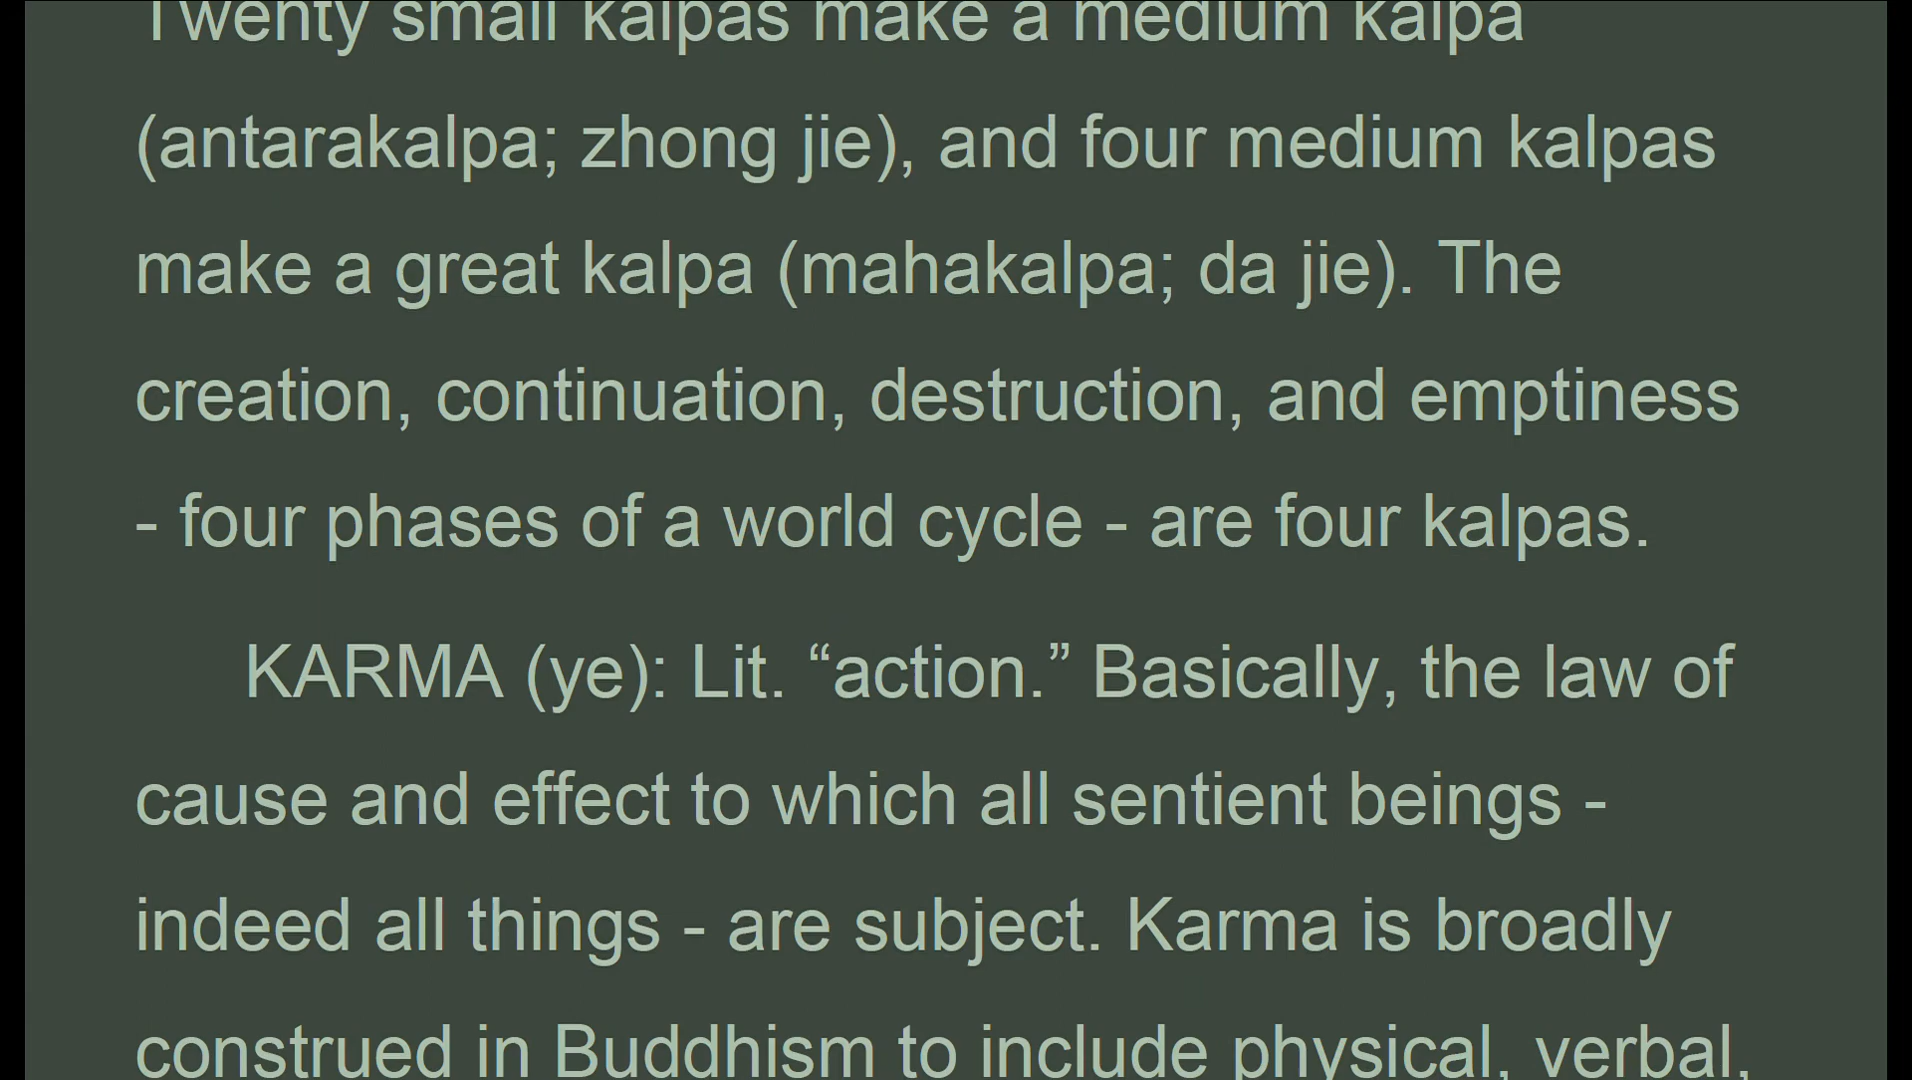 Twenty small kalpas make a medium kalpa
(antarakalpa; zhong jie), and four medium kalpas
make a great kalpa (mahakalpa; da jie). The
creation, continuation, destruction, and emptiness
- four phases of a world cycle - are four kalpas.
KARMA (ye): Lit. “action.” Basically, the law of
cause and effect to which all sentient beings -
indeed all things - are subject. Karma is broadly
construed in Buddhism to include physical, verbal,